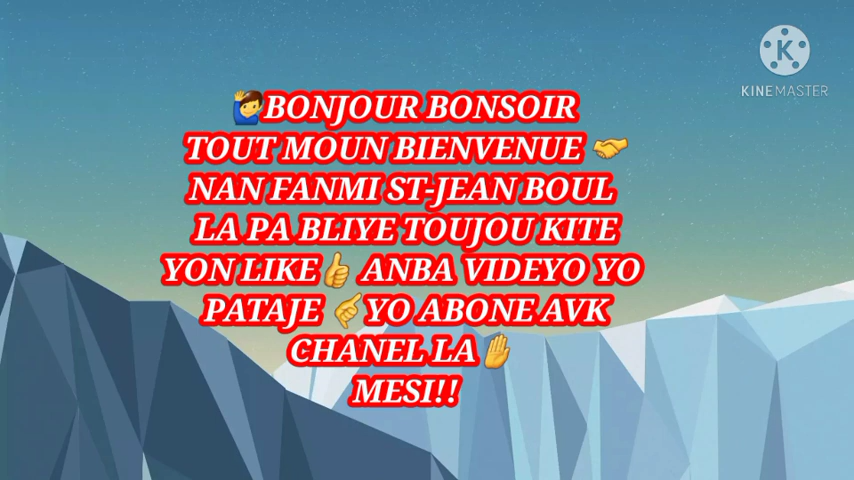 KINEMASTER
🙋‍♂️BONJOUR BONSOIR
TOUT MOUN BIENVENUE 🤝
NAN FANMI ST-JEAN BOUL
LA PA BLIYE TOUJOU KITE
YON LIKE👍 ANBA VIDEYO YO
PATAJE 🤙YO ABONE AVK
CHANEL LA✋
MESI!!